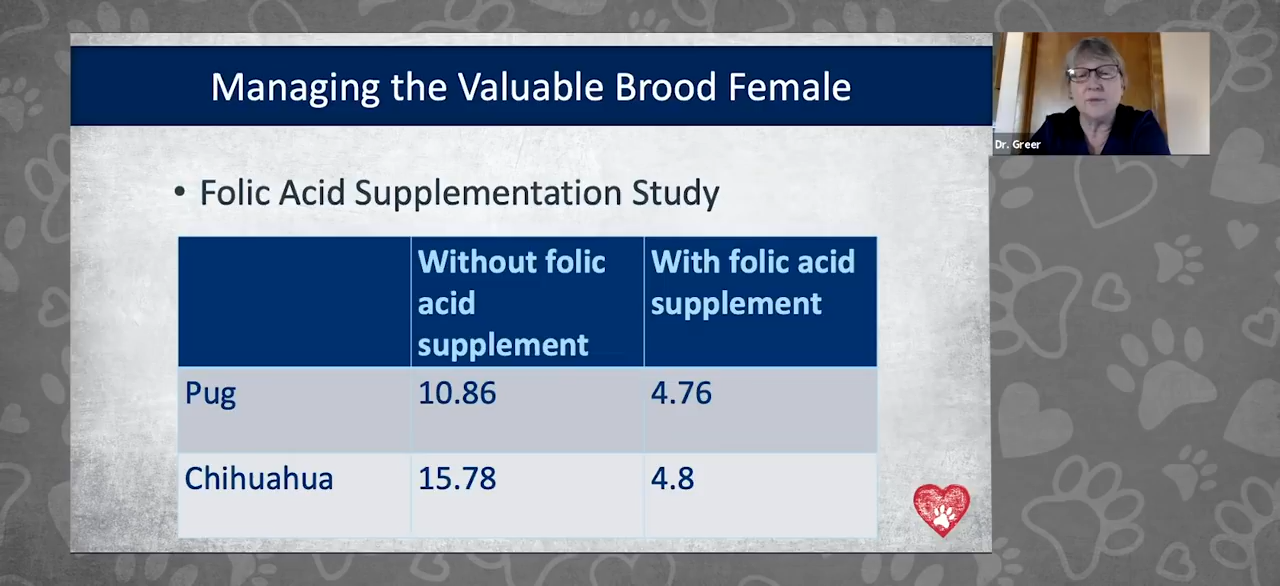 Managing the Valuable Brood Female
Dr. Greer
• Folic Acid Supplementation Study
Without folic
acid
supplement
With folic acid
supplement
Pug
10.86
4.76
Chihuahua
15.78
4.8